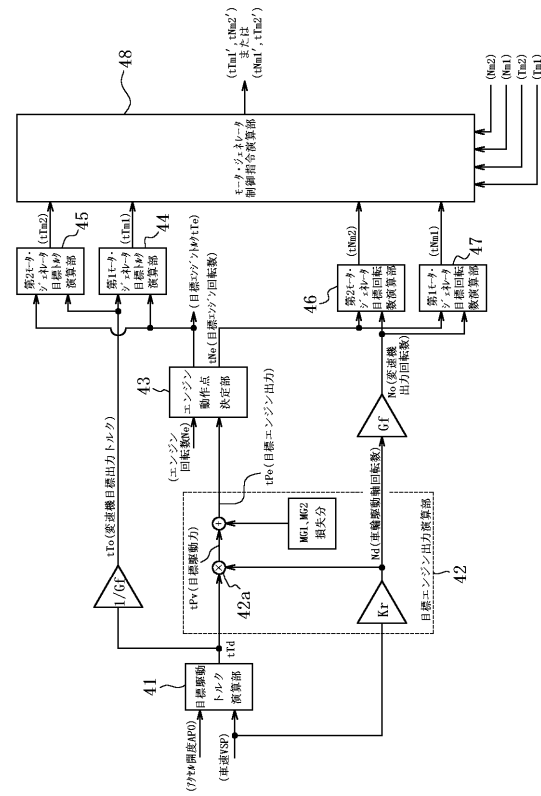 (アクセル開度APO)
(車速VSP)
41
目標駆動
トルク
演算部
tTd
1/Gf
tTo(変速機目標出力トルク)
tPv(目標駆動力)
42a
MG1、MG2
損失分
Kr
Nd(車輪駆動軸回転数)
目標エンジン出力演算部
42
tPe(目標エンジン出力)
(エンジン
回転数Ne)
43
エンジン
動作点
決定部
(目標エンジントルクtTe)
tNe(目標エンジン回転数)
Gf
No(変速機
出力回転数)
第2モータ・
ジェネレータ
目標トルク
演算部
45
(tTm2)
第1モータ・
ジェネレータ
目標トルク
演算部
44
(tTm1)
46
第2モータ・
ジェネレータ
目標回転
数演算部
(tNm2)
第1モータ・
ジェネレータ
目標回転
数演算部
47
(tNm1)
48
モータ・ジェネレータ
制御指令演算部
(tTm1',tNm2')
または
(tNm1',tTm2')
(Nm2)
(Nm1)
(Tm2)
(Tm1)